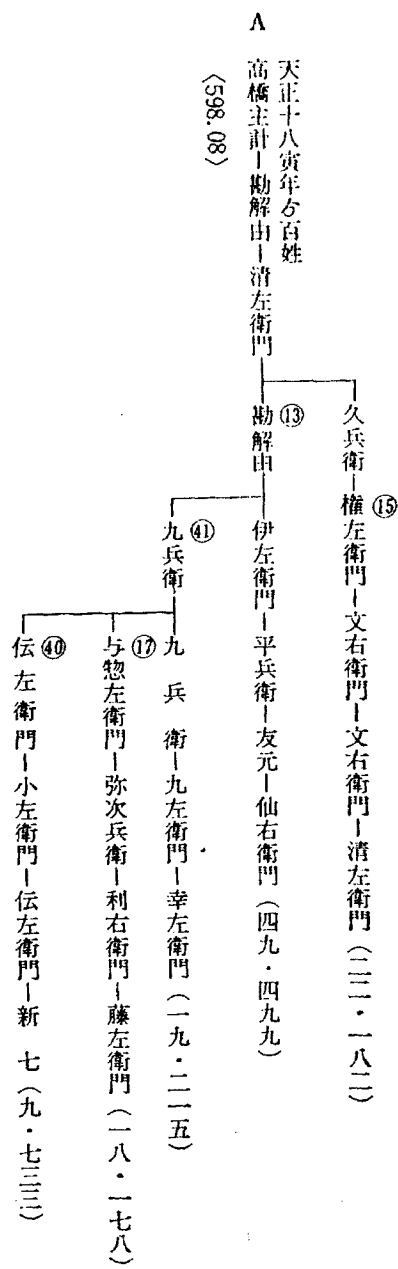 A
天正十八寅年ゟ百姓
高橋主計ー勘解由ー清左衛門
〈598.08〉
久兵衛ー権左衛門ー文右衛門ー文右衛門ー清左衛門（二二・一八二）
⑮
⑬
勘解由
伊左衛門ー平兵衛ー友元ー仙右衛門（四九・四九九）
㊶
九兵衛
九兵衛ー九左衛門ー幸左衛門（一九・二一五）
⑰
与惣左衛門ー弥次兵衛ー利右衛門ー藤左衛門（一八・一七八）
㊵
伝左衛門ー小左衛門ー伝左衛門ー新七（九・七三三）